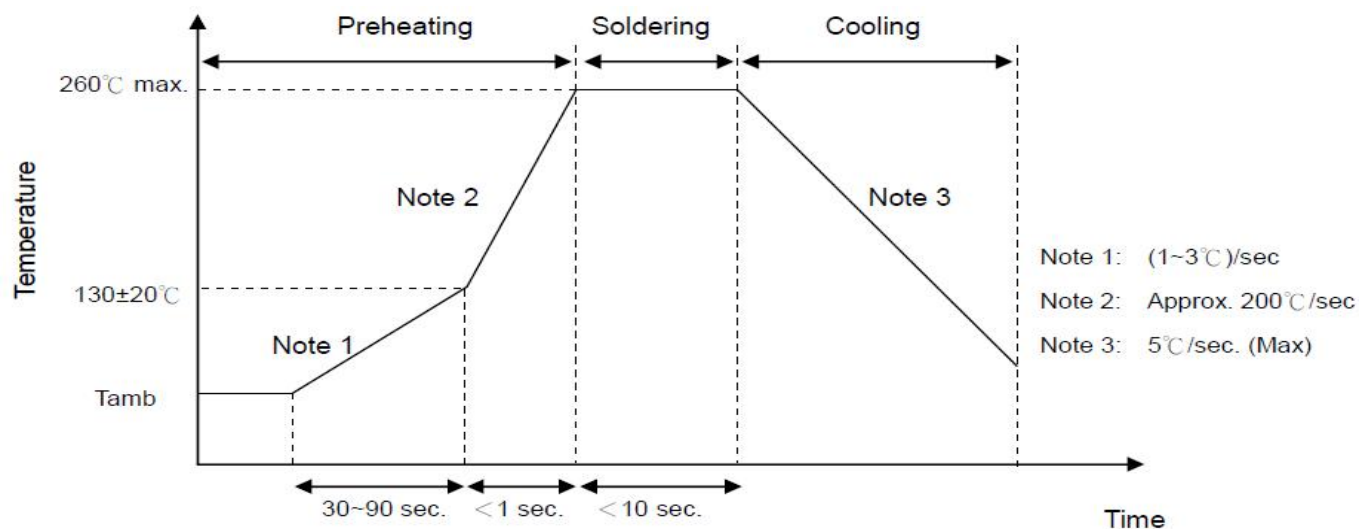 Preheating
Soldering
Cooling
260℃ max.
Note 2
Note 3
Temperature
Note 1: (1~3℃)/sec
130±20℃
Note 2: Approx. 200℃/sec
Note 1
Note 3: 5℃/sec. (Max)
Tamb
30~90 sec.
<1 sec.
<10 sec.
Time